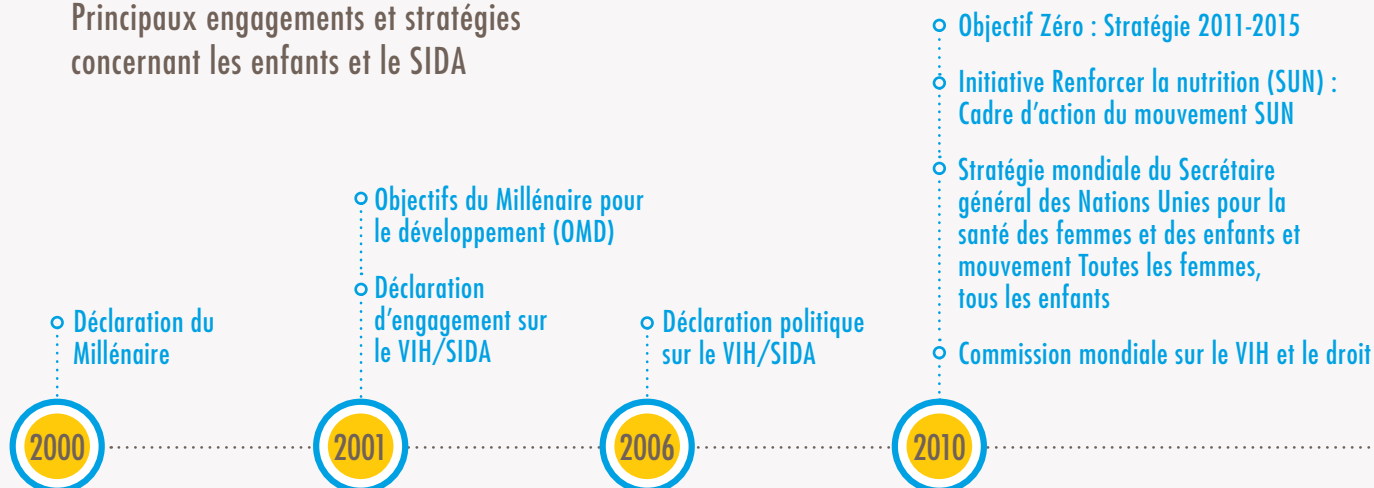 Principaux engagements et stratégies
concernant les enfants et le SIDA
Déclaration du
Millénaire
2000
Objectifs du Millénaire pour
le développement (OMD)
Déclaration
d'engagement sur
le VIH/SIDA
2001
Déclaration politique
sur le VIH/SIDA
2006
Objectif Zéro : Stratégie 2011-2015
Initiative Renforcer la nutrition (SUN) :
Cadre d'action du mouvement SUN
Stratégie mondiale du Secrétaire
général des Nations Unies pour la
santé des femmes et des enfants et
mouvement Toutes les femmes,
tous les enfants
Commission mondiale sur le VIH et le droit
2010